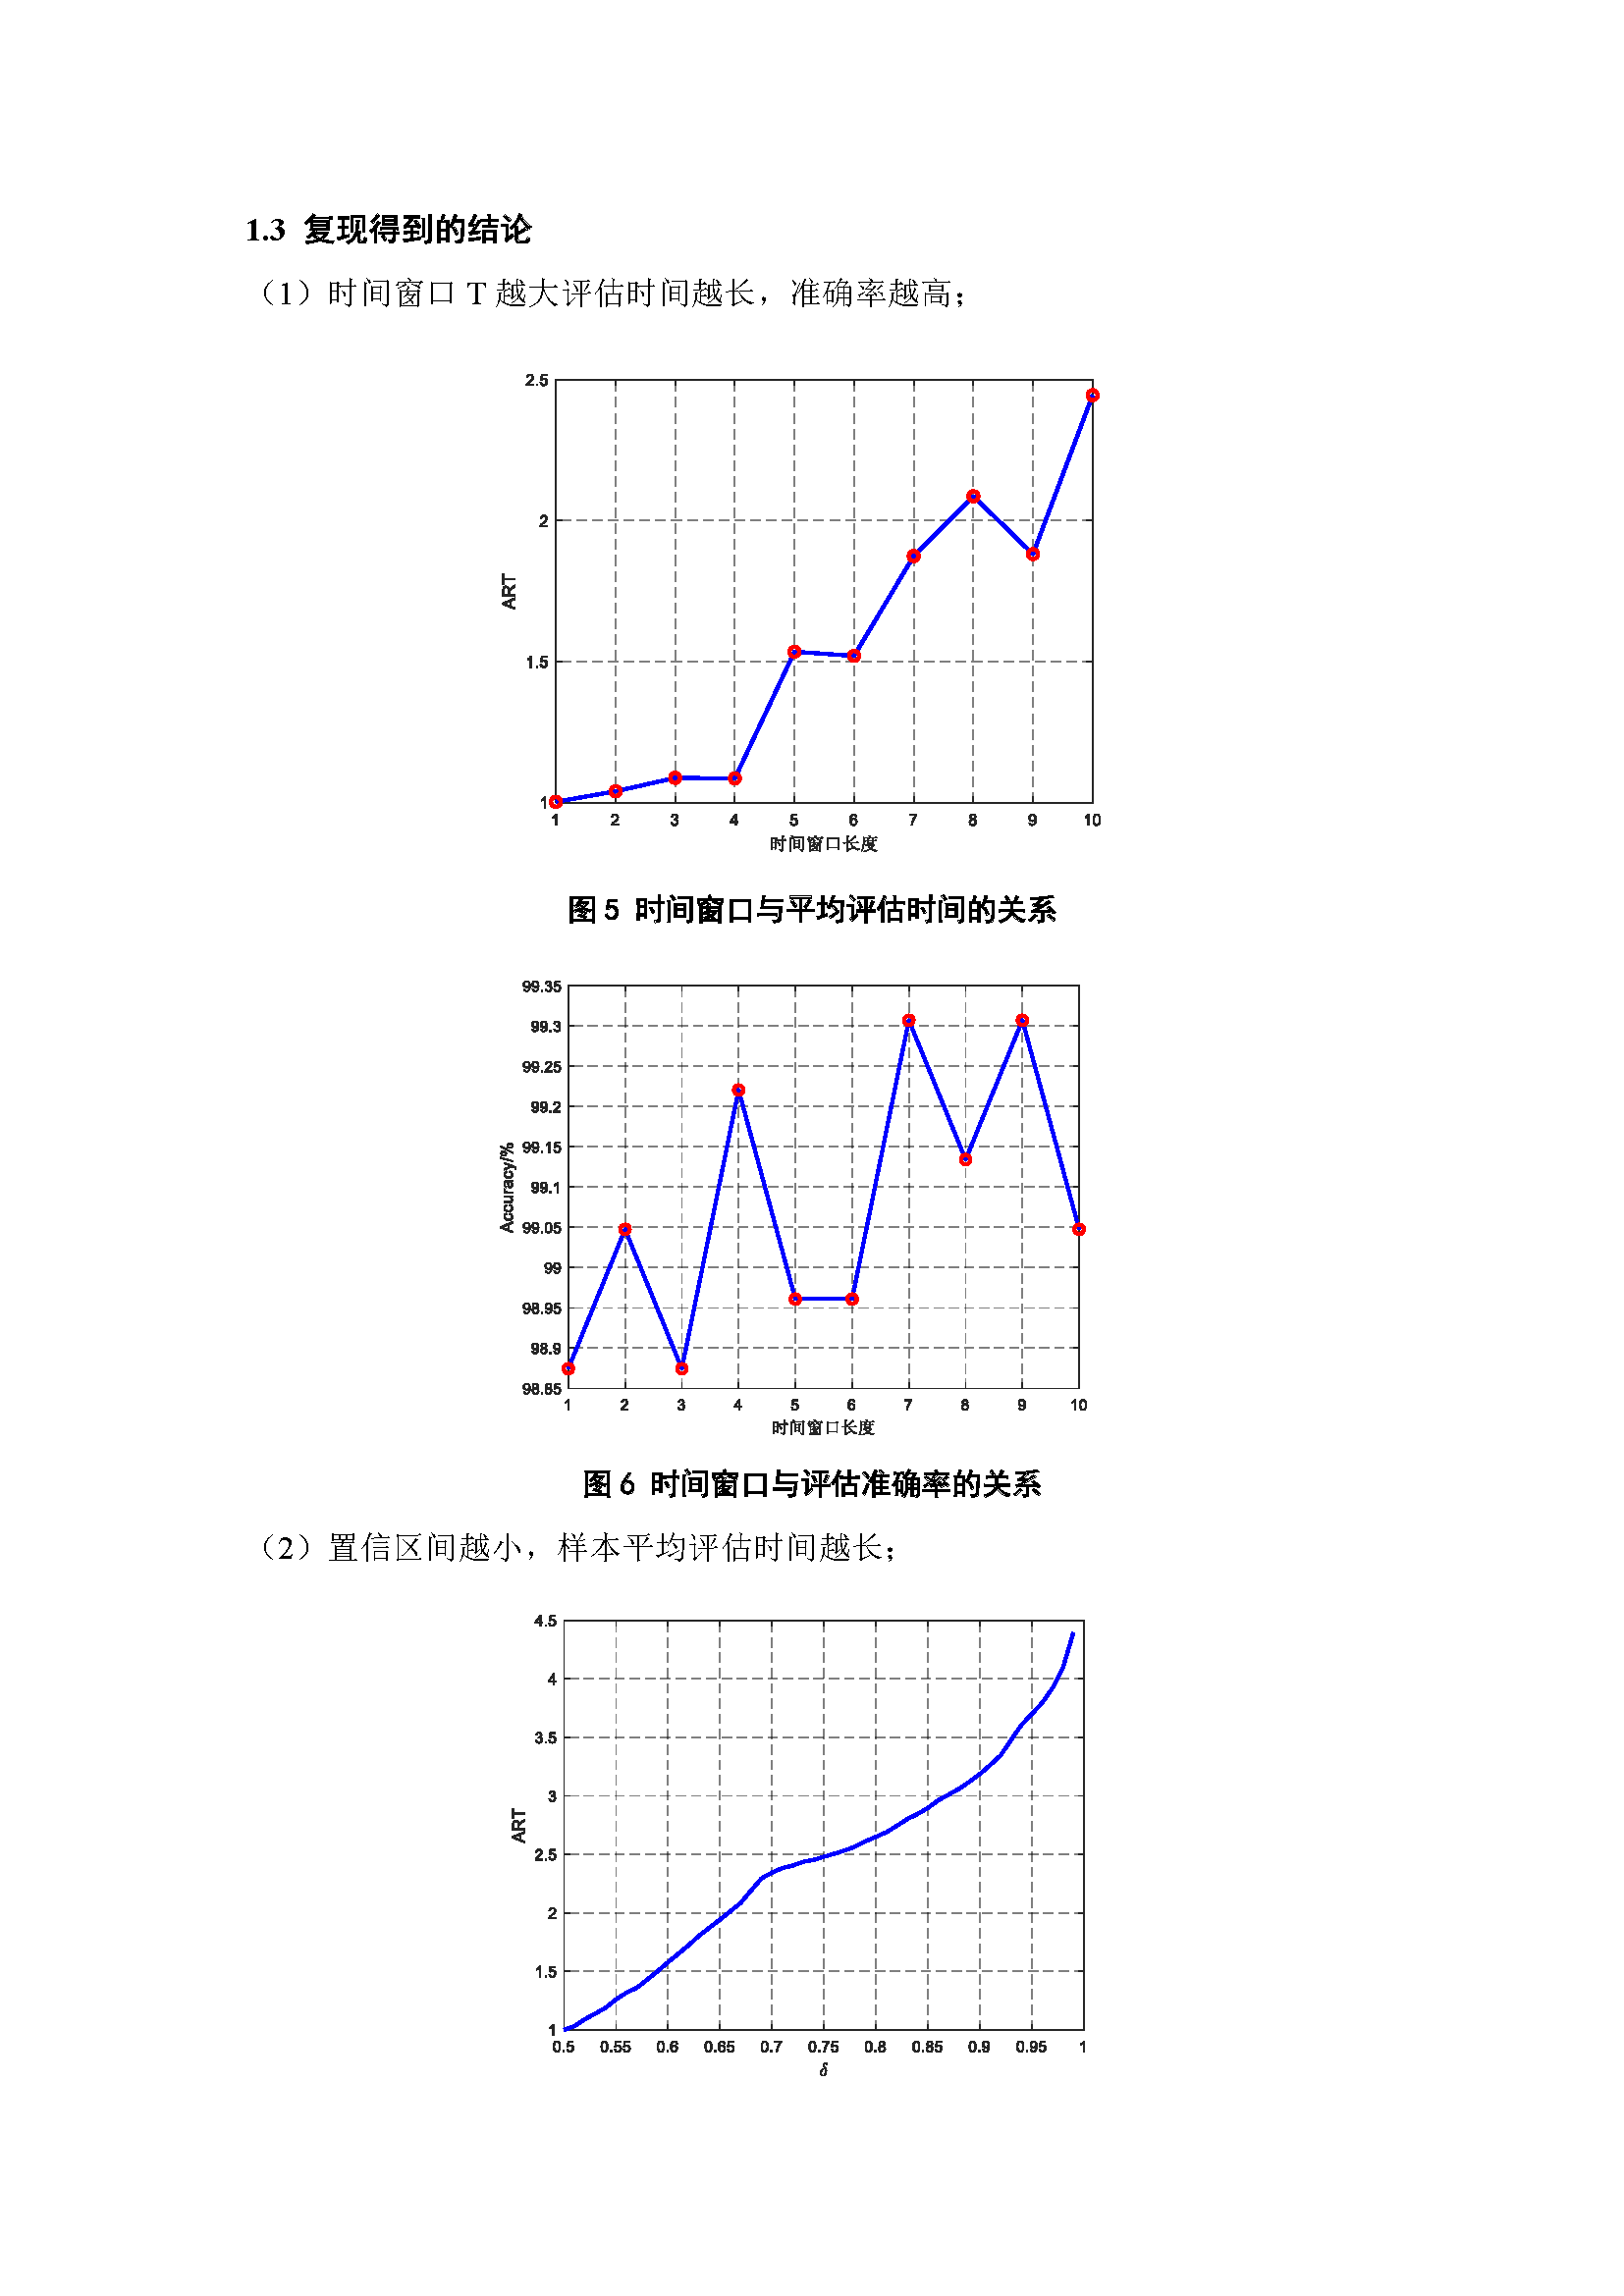 1.3 复现得到的结论
（1）时间窗口 T 越大评估时间越长，准确率越高；
2.5
2
1.5
1
ART
1 2 3 4 5 6 7 8 9 10
时间窗口长度
图 5 时间窗口与平均评估时间的关系
99.35
99.3
99.25
99.2
99.15
99.1
99.05
99
98.95
98.9
98.85
Accuracy/%
1 2 3 4 5 6 7 8 9 10
时间窗口长度
图 6 时间窗口与评估准确率的关系
（2）置信区间越小，样本平均评估时间越长；
4.5
4
3.5
3
2.5
2
1.5
1
ART
0.5 0.55 0.6 0.65 0.7 0.75 0.8 0.85 0.9 0.95 1
δ